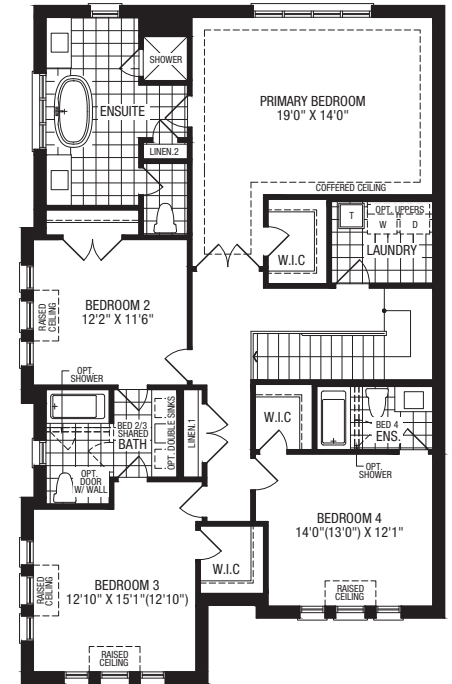 SHOWER
ENSUITE
PRIMARY BEDROOM
19'0" X 14'0"
LINEN.2
COFFERED CEILING
OPT. UPPERS
T
W
D
LAUNDRY
W.I.C
BEDROOM 2
12'2" X 11'6"
RAISED
CEILING
OPT.
SHOWER
BED 2/3
SHARED
BATH
OPT. DOUBLE SINKS
LINEN.1
W.I.C
BED 4
ENS.
OPT.
DOOR
W/ WALL
OPT.
SHOWER
BEDROOM 4
14'0"(13'0") X 12'1"
W.I.C
BEDROOM 3
12'10" X 15'1"(12'10")
RAISED
CEILING
RAISED
CEILING
RAISED
CEILING